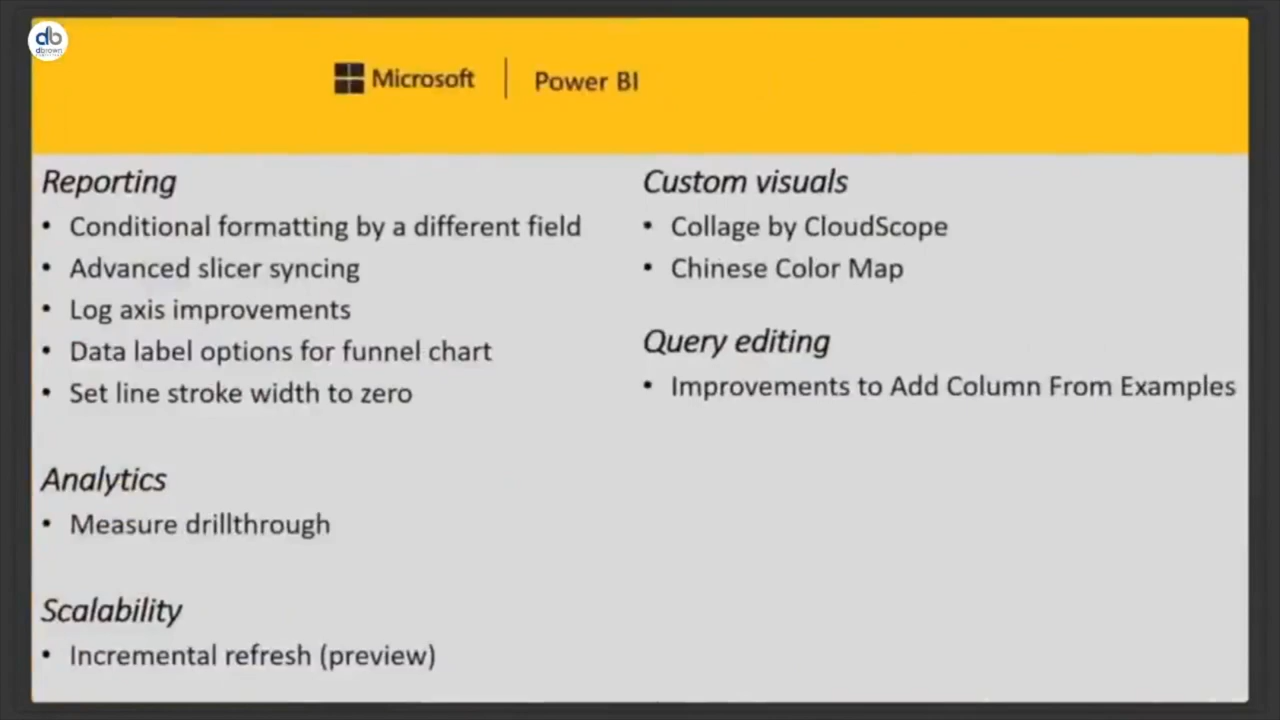 db
dbrown
Microsoft | Power BI
Reporting
• Conditional formatting by a different field
• Advanced slicer syncing
• Log axis improvements
• Data label options for funnel chart
• Set line stroke width to zero
Analytics
• Measure drillthrough
Scalability
• Incremental refresh (preview)
Custom visuals
• Collage by CloudScope
• Chinese Color Map
Query editing
• Improvements to Add Column From Examples